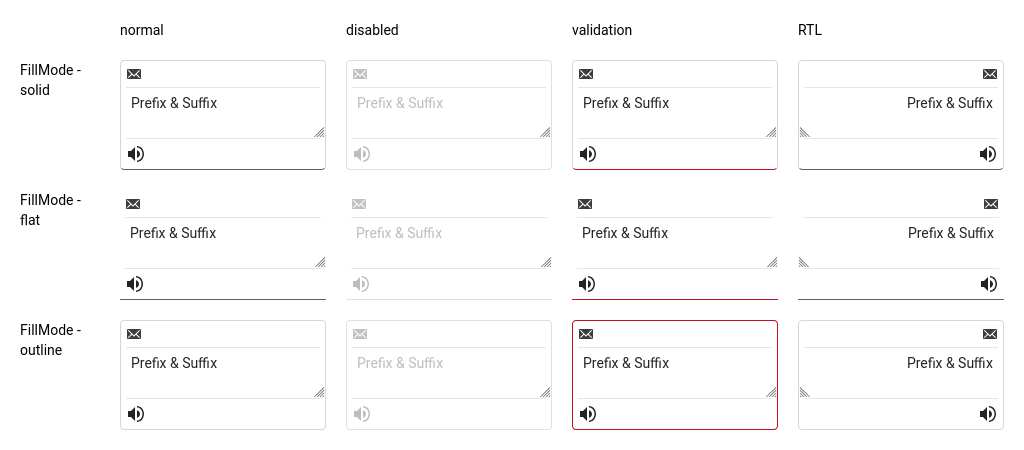 normal disabled validation RTL
FillMode -
solid
Prefix & Suffix Prefix & Suffix Prefix & Suffix Prefix & Suffix
FillMode -
flat
Prefix & Suffix Prefix & Suffix Prefix & Suffix Prefix & Suffix
FillMode -
outline
Prefix & Suffix Prefix & Suffix Prefix & Suffix Prefix & Suffix